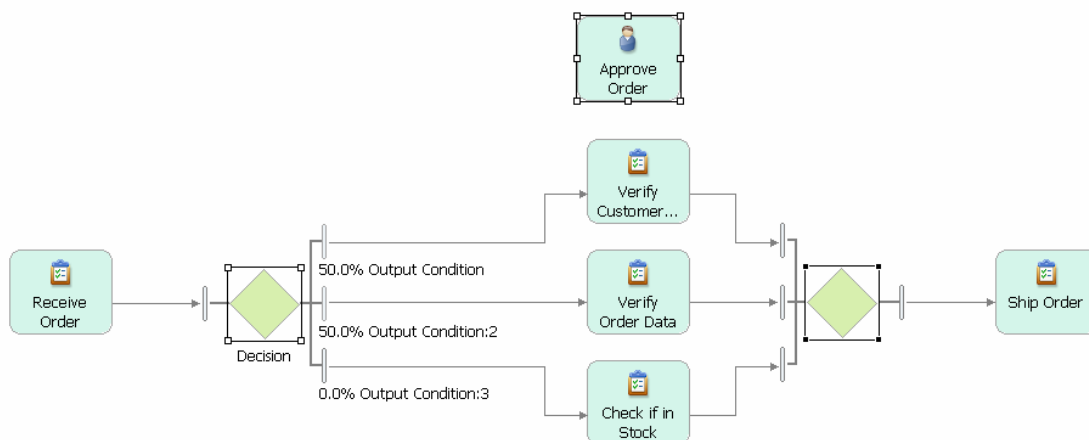 Approve
Order
Verify
Customer...
50.0% Output Condition
Receive
Order
Verify
Order Data
Ship Order
50.0% Output Condition:2
Decision
0.0% Output Condition:3
Check if in
Stock